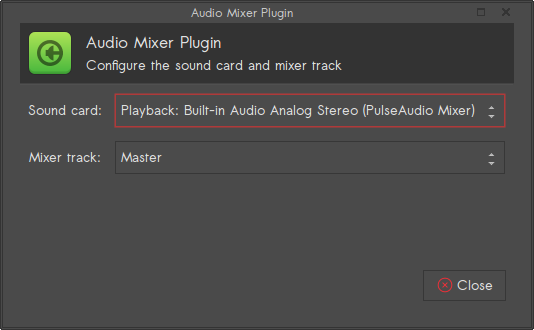 Audio Mixer Plugin
Audio Mixer Plugin
Configure the sound card and mixer track
Sound card: Playback: Built-in Audio Analog Stereo (PulseAudio Mixer)
Mixer track: Master
Close